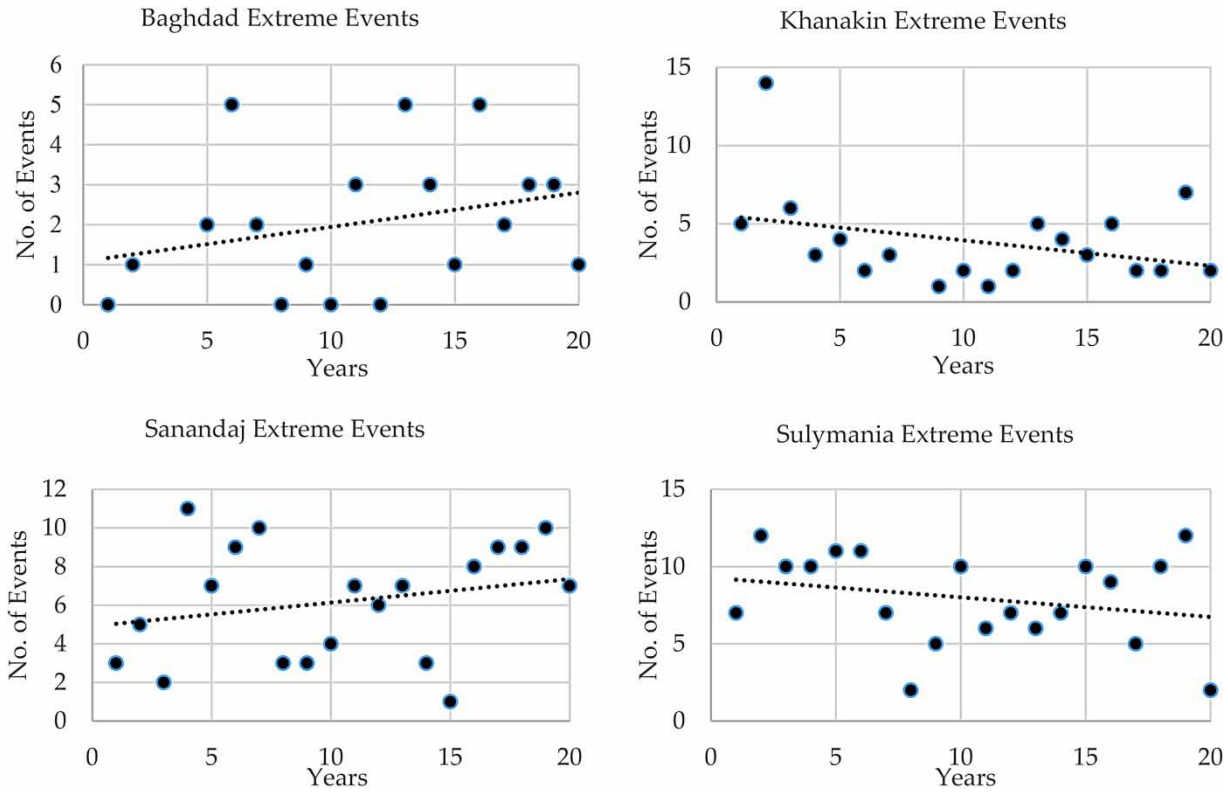 Baghdad Extreme Events
No. of Events
6
5
4
3
2
1
0
0 5 10 15 20
Years
Khanakin Extreme Events
No. of Events
15
10
5
0
0 5 10 15 20
Years
Sanandaj Extreme Events
No. of Events
12
10
8
6
4
2
0
0 5 10 15 20
Years
Sulymania Extreme Events
No. of Events
15
10
5
0
0 5 10 15 20
Years